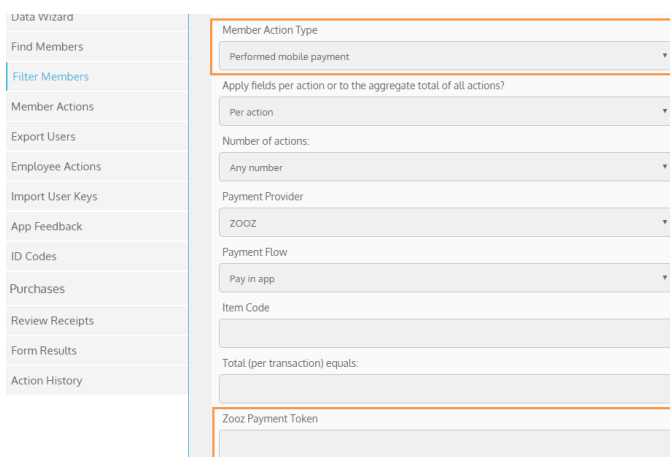 Data Wizard
Find Members
Filter Members
Member Actions
Export Users
Employee Actions
Import User Keys
App Feedback
ID Codes
Purchases
Review Receipts
Form Results
Action History
Member Action Type
Performed mobile payment
Apply fields per action or to the aggregate total of all actions?
Per action
Number of actions:
Any number
Payment Provider
ZOOZ
Payment Flow
Pay in app
Item Code
Total (per transaction) equals:
Zooz Payment Token